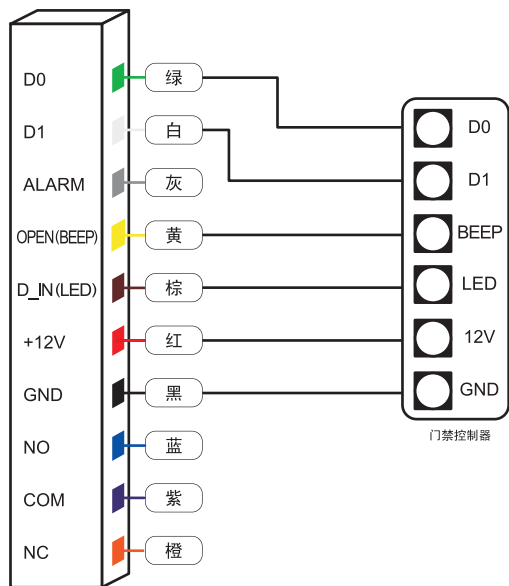 D0 绿
D1 白
ALARM 灰
OPEN(BEEP) 黄
D_IN(LED) 棕
+12V 红
GND 黑
NO 蓝
COM 紫
NC 橙
D0
D1
BEEP
LED
12V
GND
门禁控制器